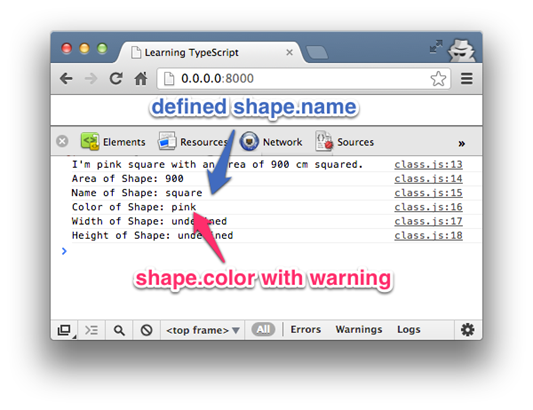 Learning TypeScript
0.0.0.0:8000
defined shape.name
Elements Resources Network Sources »
I'm pink square with an area of 900 cm squared. class.js:13
Area of Shape: 900 class.js:14
Name of Shape: square class.js:15
Color of Shape: pink class.js:16
Width of Shape: undefined class.js:17
Height of Shape: undefined class.js:18
shape.color with warning
<top frame> All Errors Warnings Logs